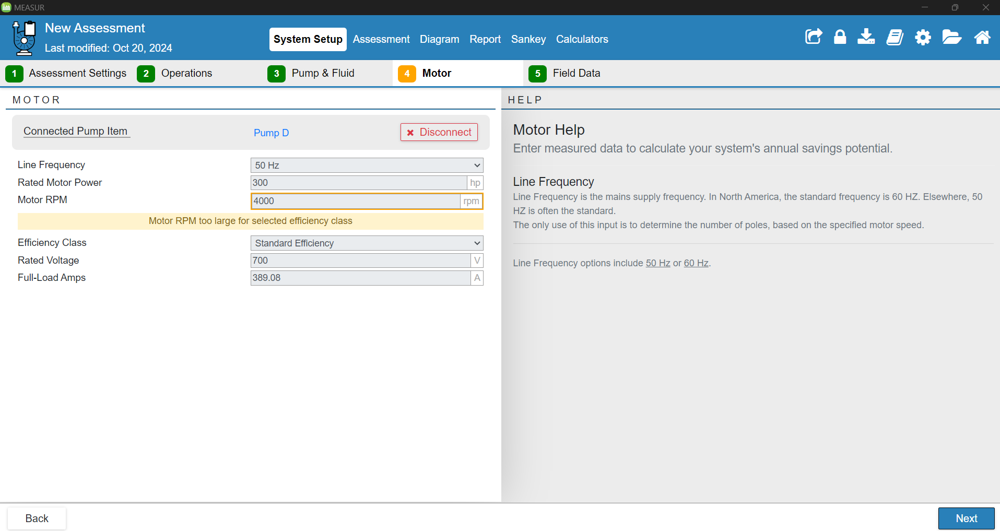 MEASUR
New Assessment
Last modified: Oct 20, 2024
System Setup Assessment Diagram Report Sankey Calculators
1 Assessment Settings 2 Operations 3 Pump & Fluid 4 Motor 5 Field Data
MOTOR
Connected Pump Item Pump D Disconnect
Line Frequency 50 Hz
Rated Motor Power 300 hp
Motor RPM 4000 rpm
Motor RPM too large for selected efficiency class
Efficiency Class Standard Efficiency
Rated Voltage 700 V
Full-Load Amps 389.08 A
HELP
Motor Help
Enter measured data to calculate your system's annual savings potential.
Line Frequency
Line Frequency is the mains supply frequency. In North America, the standard frequency is 60 HZ. Elsewhere, 50
HZ is often the standard.
The only use of this input is to determine the number of poles, based on the specified motor speed.
Line Frequency options include 50 Hz or 60 Hz.
Back
Next